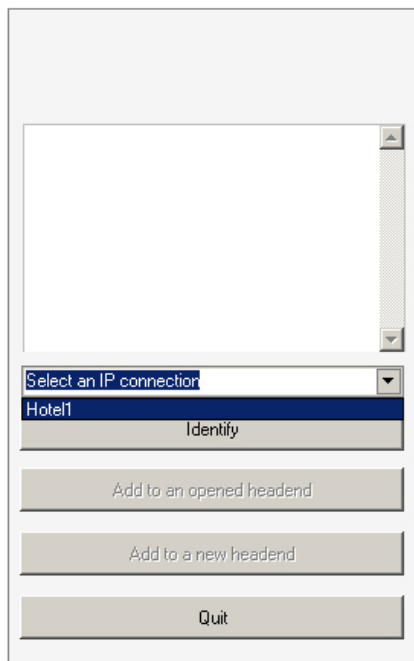 Select an IP connection
Hotel1
Identify
Add to an opened headend
Add to a new headend
Quit